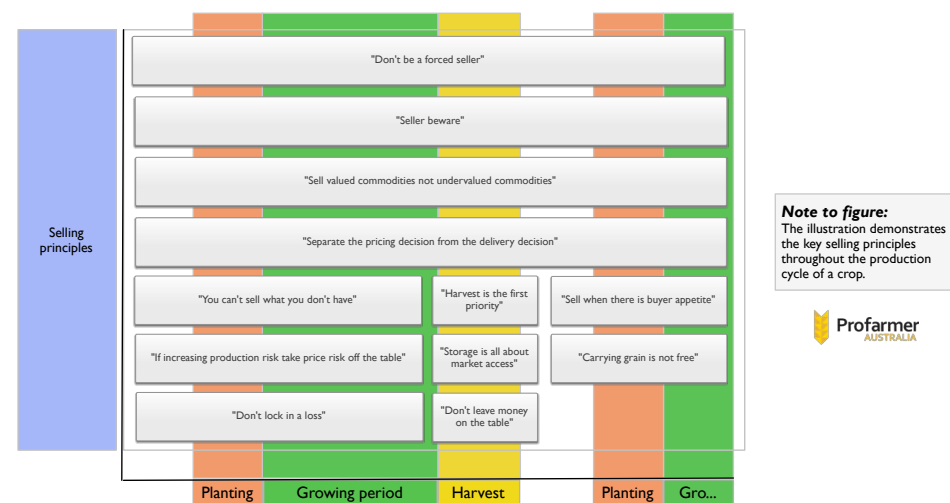 "Don't be a forced seller"
"Seller beware"
"Sell valued commodities not undervalued commodities"
Selling
principles
"Separate the pricing decision from the delivery decision"
"You can't sell what you don't have"
"Harvest is the first
priority"
"Sell when there is buyer appetite"
"If increasing production risk take price risk off the table"
"Storage is all about
market access"
"Carrying grain is not free"
"Don't lock in a loss"
"Don't leave money
on the table"
Planting
Growing period
Harvest
Planting
Gro...
Note to figure:
The illustration demonstrates
the key selling principles
throughout the production
cycle of a crop.
Profarmer
AUSTRALIA